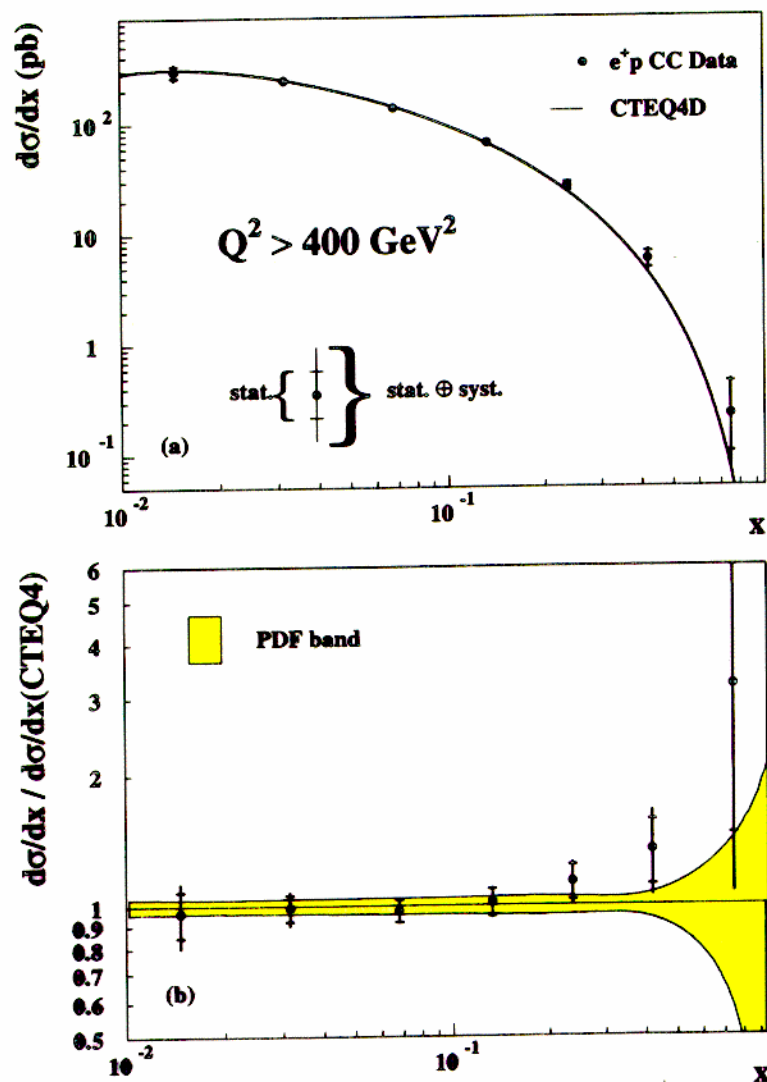 dσ/dx (pb)
10²
10
1
10⁻¹
e⁺p CC Data
CTEQ4D
Q² > 400 GeV²
stat. { } stat. ⊕ syst.
(a)
10⁻² 10⁻¹ X
dσ/dx / dσ/dx(CTEQ4)
6
5
4
3
2
1
0.9
0.8
0.7
0.6
0.5
PDF band
(b)
10⁻² 10⁻¹ X